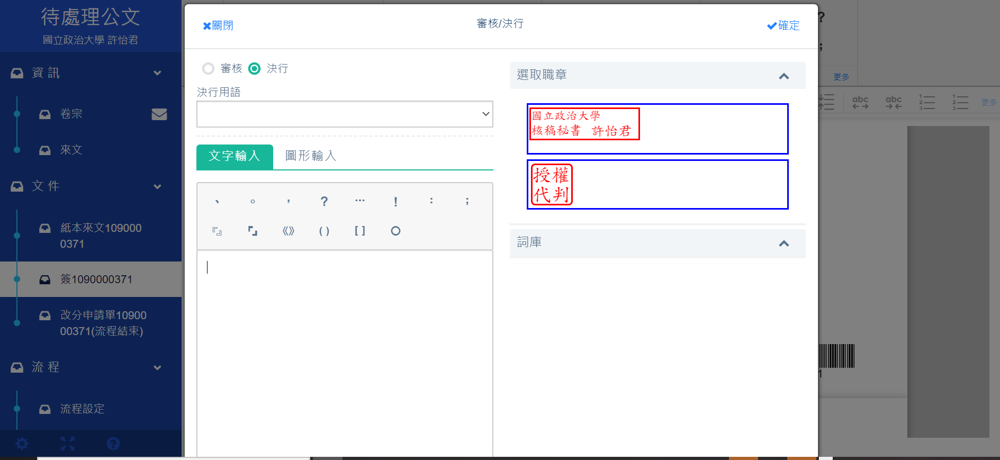 待處理公文
國立政治大學 許怡君
資 訊
卷宗
來文
文 件
紙本來文109000
0371
簽1090000371
改分申請單10900
00371(流程結束)
流 程
流程設定
關閉
審核/決行
確定
審核 決行
決行用語
文字輸入 圖形輸入
、 。 , ? … ! : ;
『』 「」 《》 ( ) [ ] ○
選取職章
國立政治大學
核稿秘書 許怡君
授權
代判
詞庫
?
;
更多
abc abc 更多
1